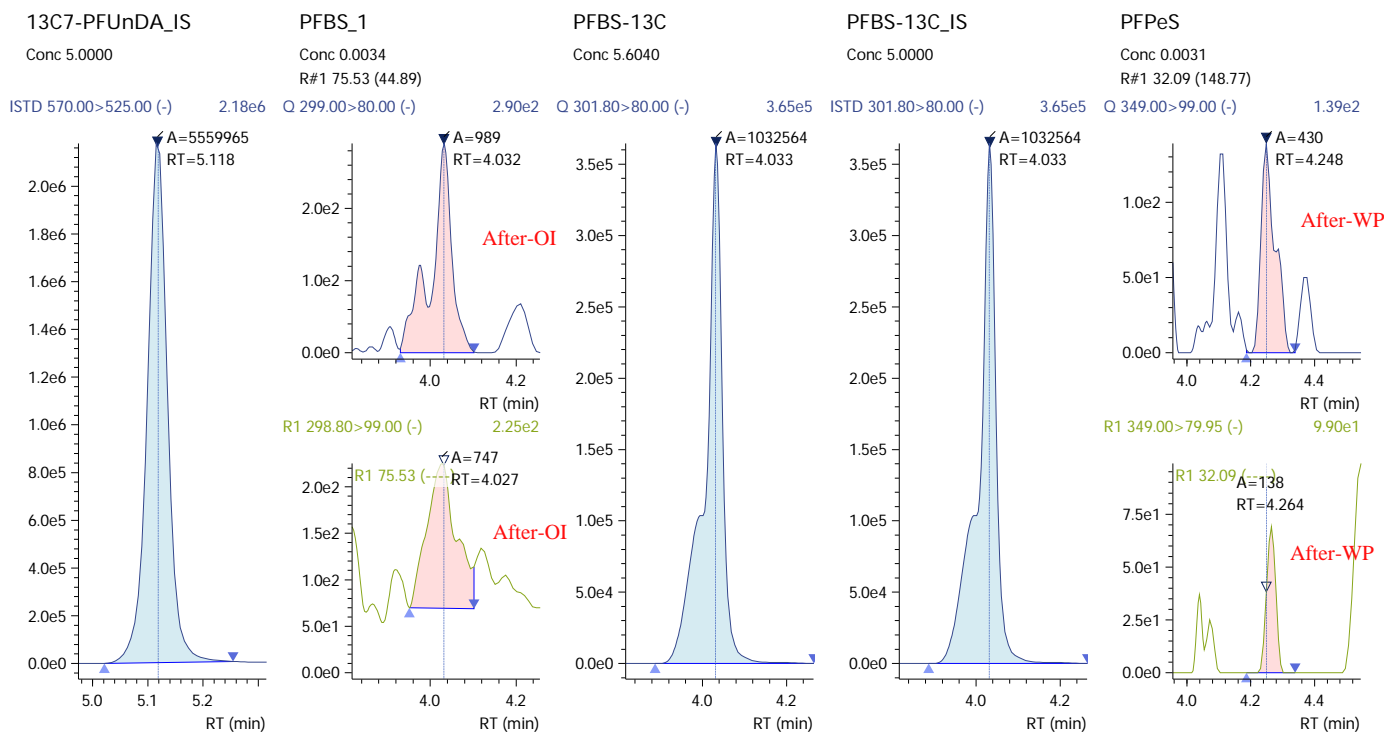 13C7-PFUnDA_IS
Conc 5.0000
ISTD 570.00>525.00 (-) 2.18e6
A=5559965
RT=5.118
2.0e6
1.8e6
1.6e6
1.4e6
1.2e6
1.0e6
8.0e5
6.0e5
4.0e5
2.0e5
0.0e0
5.0 5.1 5.2
RT (min)
PFBS_1
Conc 0.0034
R#1 75.53 (44.89)
Q 299.00>80.00 (-) 2.90e2
A=989
RT=4.032
2.0e2
After-OI
1.0e2
0.0e0
4.0 4.2
RT (min)
R1 298.80>99.00 (-) 2.25e2
A=747
R1 75.53 (----)
RT=4.027
2.0e2
1.5e2
After-OI
1.0e2
5.0e1
0.0e0
4.0 4.2
RT (min)
PFBS-13C
Conc 5.6040
Q 301.80>80.00 (-) 3.65e5
A=1032564
RT=4.033
3.5e5
3.0e5
2.5e5
2.0e5
1.5e5
1.0e5
5.0e4
0.0e0
4.0 4.2
RT (min)
PFBS-13C_IS
Conc 5.0000
ISTD 301.80>80.00 (-) 3.65e5
A=1032564
RT=4.033
3.5e5
3.0e5
2.5e5
2.0e5
1.5e5
1.0e5
5.0e4
0.0e0
4.0 4.2
RT (min)
PFPeS
Conc 0.0031
R#1 32.09 (148.77)
Q 349.00>99.00 (-) 1.39e2
A=430
RT=4.248
1.0e2
After-WP
5.0e1
0.0e0
4.0 4.2 4.4
RT (min)
R1 349.00>79.95 (-) 9.90e1
R1 32.09 (----)
A=138
RT=4.264
7.5e1
After-WP
5.0e1
2.5e1
0.0e0
4.0 4.2 4.4
RT (min)